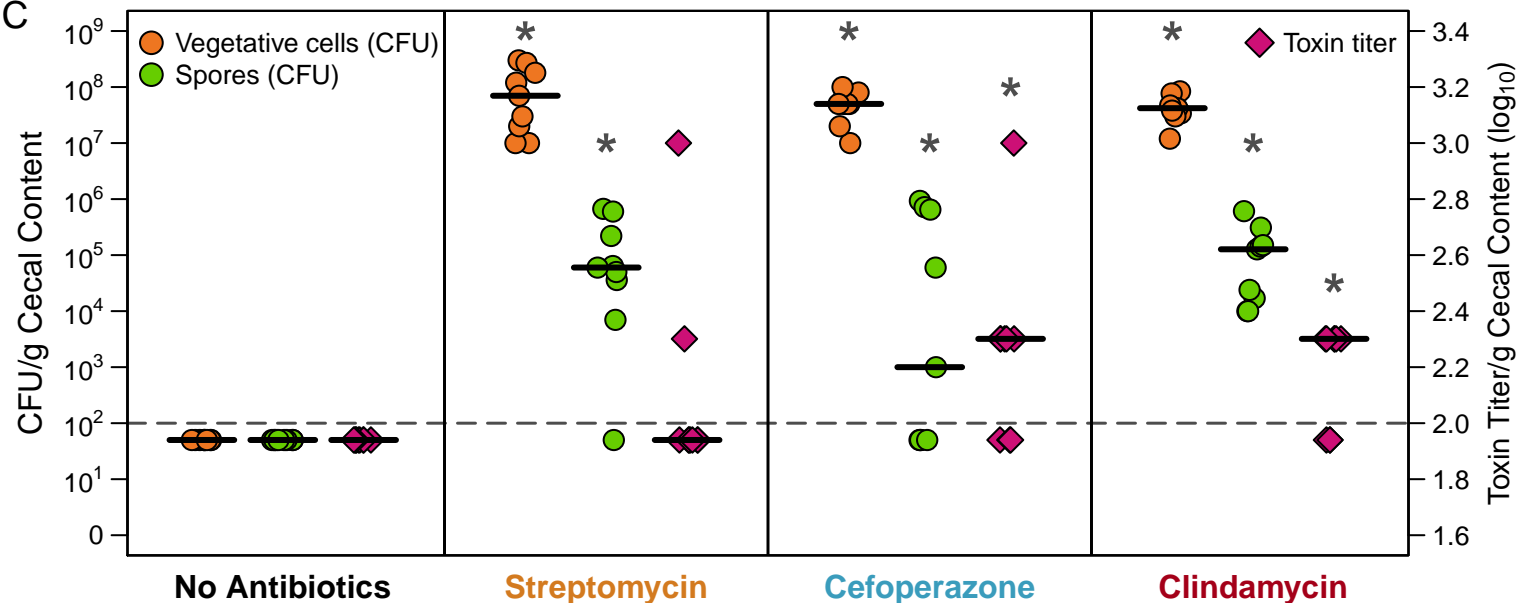 C
Vegetative cells (CFU)
Spores (CFU)
Toxin titer
CFU/g Cecal Content
10⁹
10⁸
10⁷
10⁶
10⁵
10⁴
10³
10²
10¹
0
* * *
*
* * *
*
3.4
3.2
3.0
2.8
2.6
2.4
2.2
2.0
1.8
1.6
Toxin Titer/g Cecal Content (log₁₀)
No Antibiotics
Streptomycin
Cefoperazone
Clindamycin